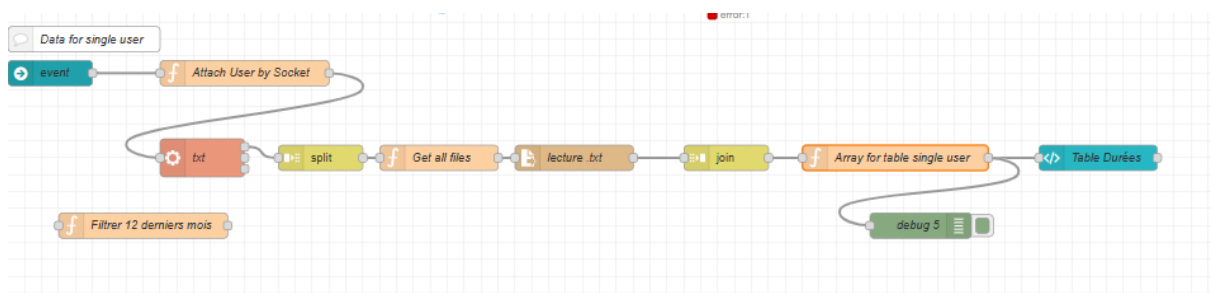 error:1
Data for single user
event
Attach User by Socket
txt
split
Get all files
lecture .txt
join
Array for table single user
Table Durées
Filtrer 12 derniers mois
debug 5